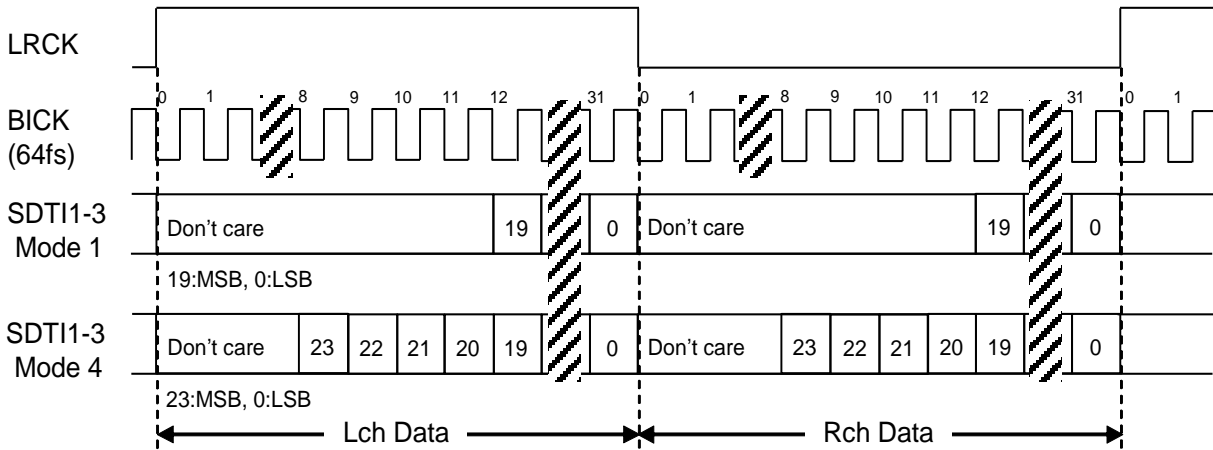 LRCK
0 1 8 9 10 11 12 31 0 1 8 9 10 11 12 31 0 1
BICK
(64fs)
SDTI1-3
Mode 1
Don't care 19 0 Don't care 19 0
19:MSB, 0:LSB
SDTI1-3
Mode 4
Don't care 23 22 21 20 19 0 Don't care 23 22 21 20 19 0
23:MSB, 0:LSB
Lch Data Rch Data